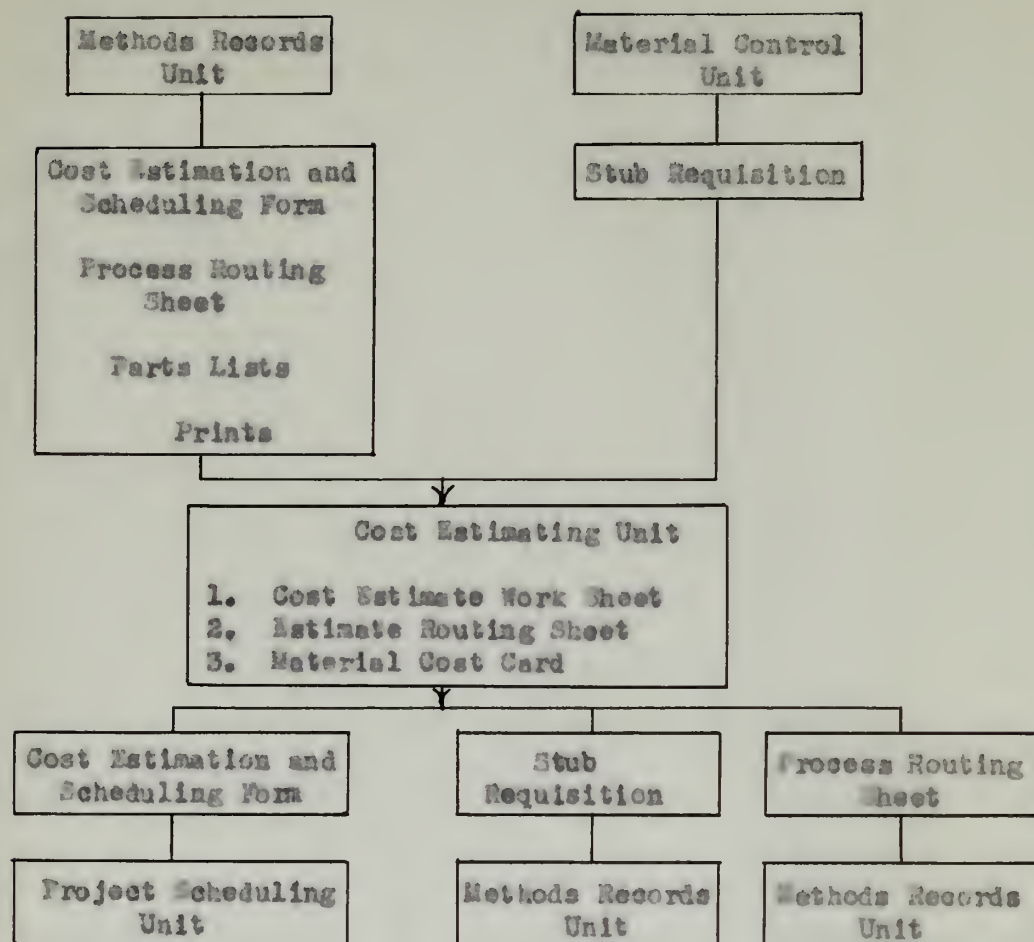 Methods Records
Unit
Material Control
Unit
Cost Estimation and
Scheduling Form
Process Routing
Sheet
Parts Lists
Prints
Stub Requisition
Cost Estimating Unit
1. Cost Estimate Work Sheet
2. Estimate Routing Sheet
3. Material Cost Card
Cost Estimation and
Scheduling Form
Stub
Requisition
Process Routing
Sheet
Project Scheduling
Unit
Methods Records
Unit
Methods Records
Unit